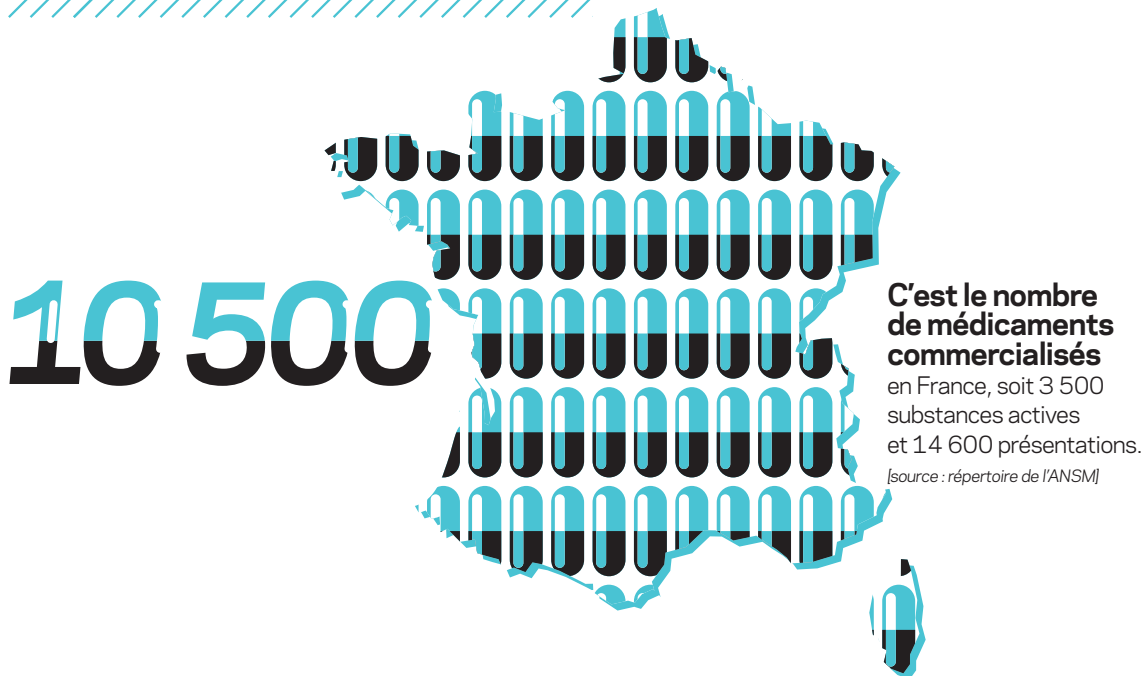 10 500
C’est le nombre
de médicaments
commercialisés
en France, soit 3 500
substances actives
et 14 600 présentations.
[source : répertoire de l’ANSM]